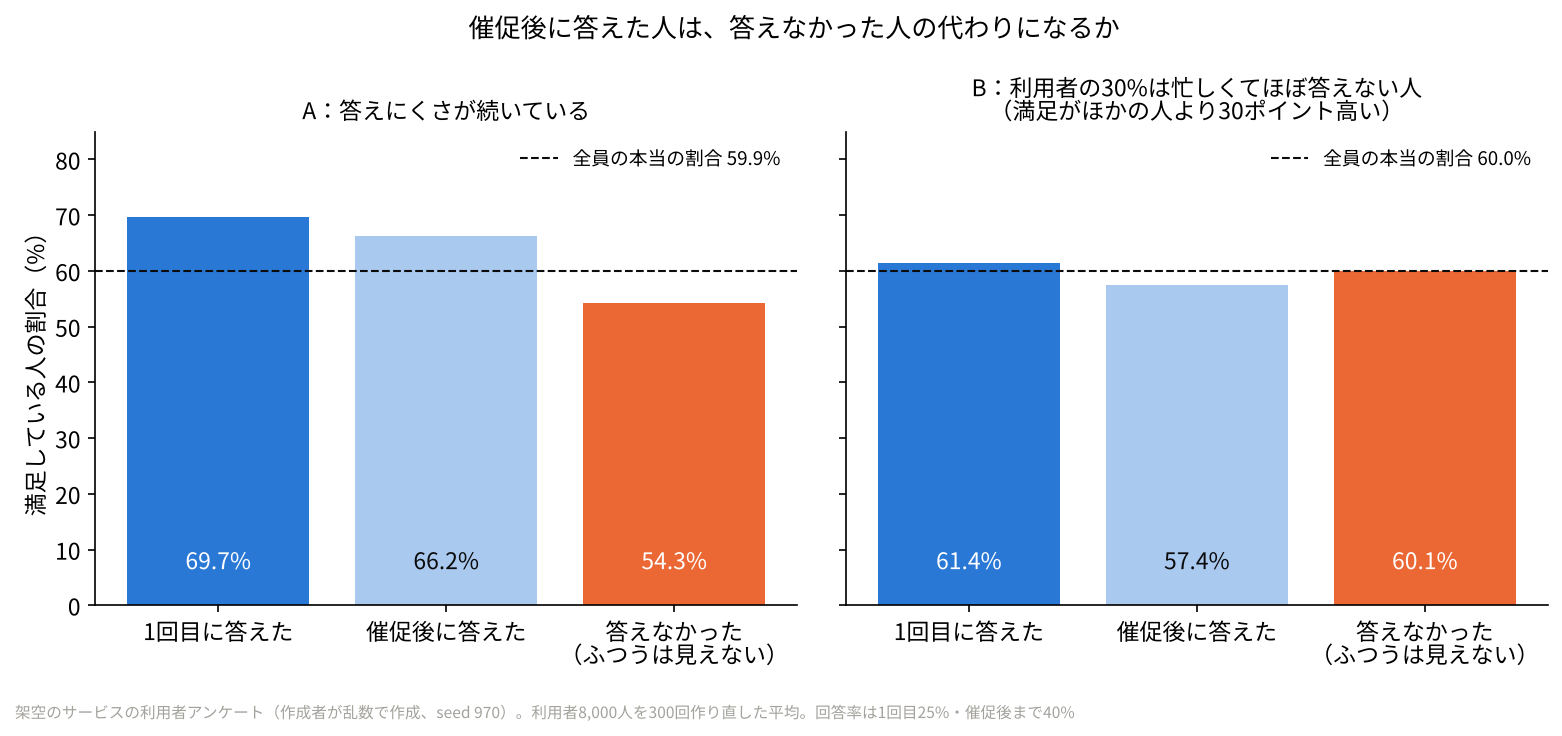 催促後に答えた人は、答えなかった人の代わりになるか
A：答えにくさが続いている
満足している人の割合（%）
80
70
60
50
40
30
20
10
0
全員の本当の割合 59.9%
69.7%
66.2%
54.3%
1回目に答えた
催促後に答えた
答えなかった
（ふつうは見えない）
B：利用者の30%は忙しくてほぼ答えない人
（満足がほかの人より30ポイント高い）
全員の本当の割合 60.0%
61.4%
57.4%
60.1%
1回目に答えた
催促後に答えた
答えなかった
（ふつうは見えない）
架空のサービスの利用者アンケート（作成者が乱数で作成、seed 970）。利用者8,000人を300回作り直した平均。回答率は1回目25%・催促後まで40%